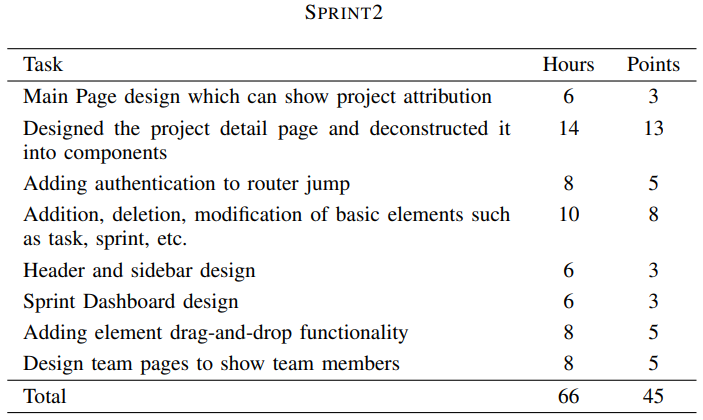 SPRINT2
Task Hours Points
Main Page design which can show project attribution 6 3
Designed the project detail page and deconstructed it 14 13
into components
Adding authentication to router jump 8 5
Addition, deletion, modification of basic elements such 10 8
as task, sprint, etc.
Header and sidebar design 6 3
Sprint Dashboard design 6 3
Adding element drag-and-drop functionality 8 5
Design team pages to show team members 8 5
Total 66 45